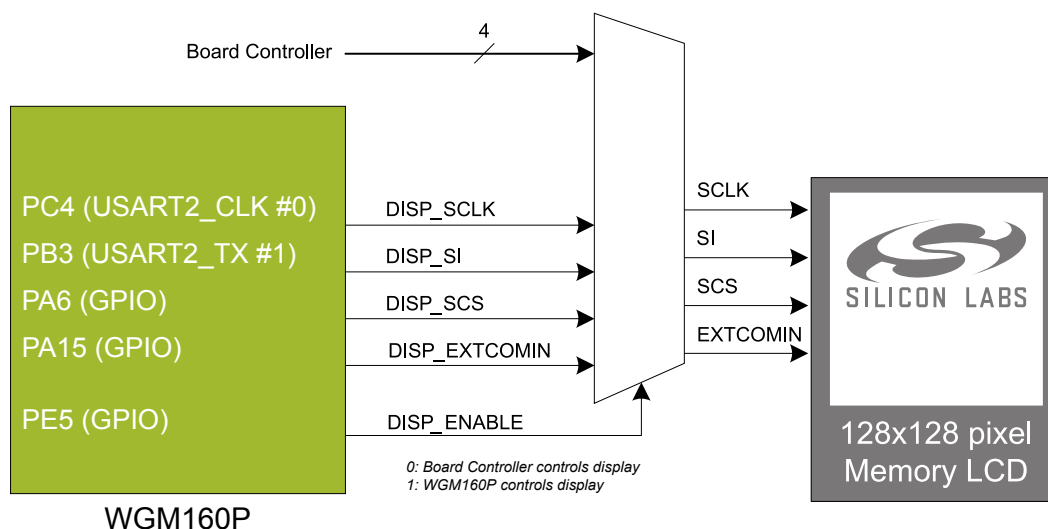 4
Board Controller
PC4 (USART2_CLK #0)
PB3 (USART2_TX #1)
PA6 (GPIO)
PA15 (GPIO)
PE5 (GPIO)
WGM160P
DISP_SCLK
DISP_SI
DISP_SCS
DISP_EXTCOMIN
DISP_ENABLE
0: Board Controller controls display
1: WGM160P controls display
SCLK
SI
SCS
EXTCOMIN
SILICON LABS
128x128 pixel
Memory LCD